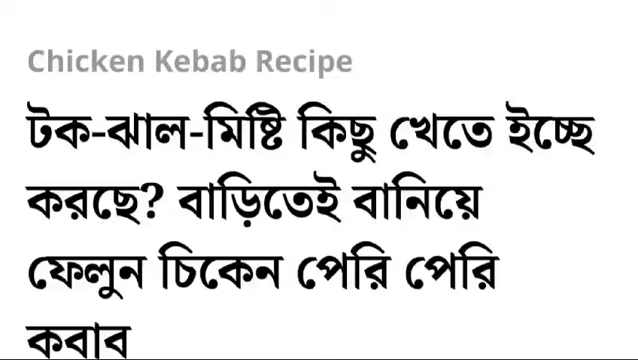 Chicken Kebab Recipe
টক-ঝাল-মিষ্টি কিছু খেতে ইচ্ছে
করছে? বাড়িতেই বানিয়ে
ফেলুন চিকেন পেরি পেরি
কবাব